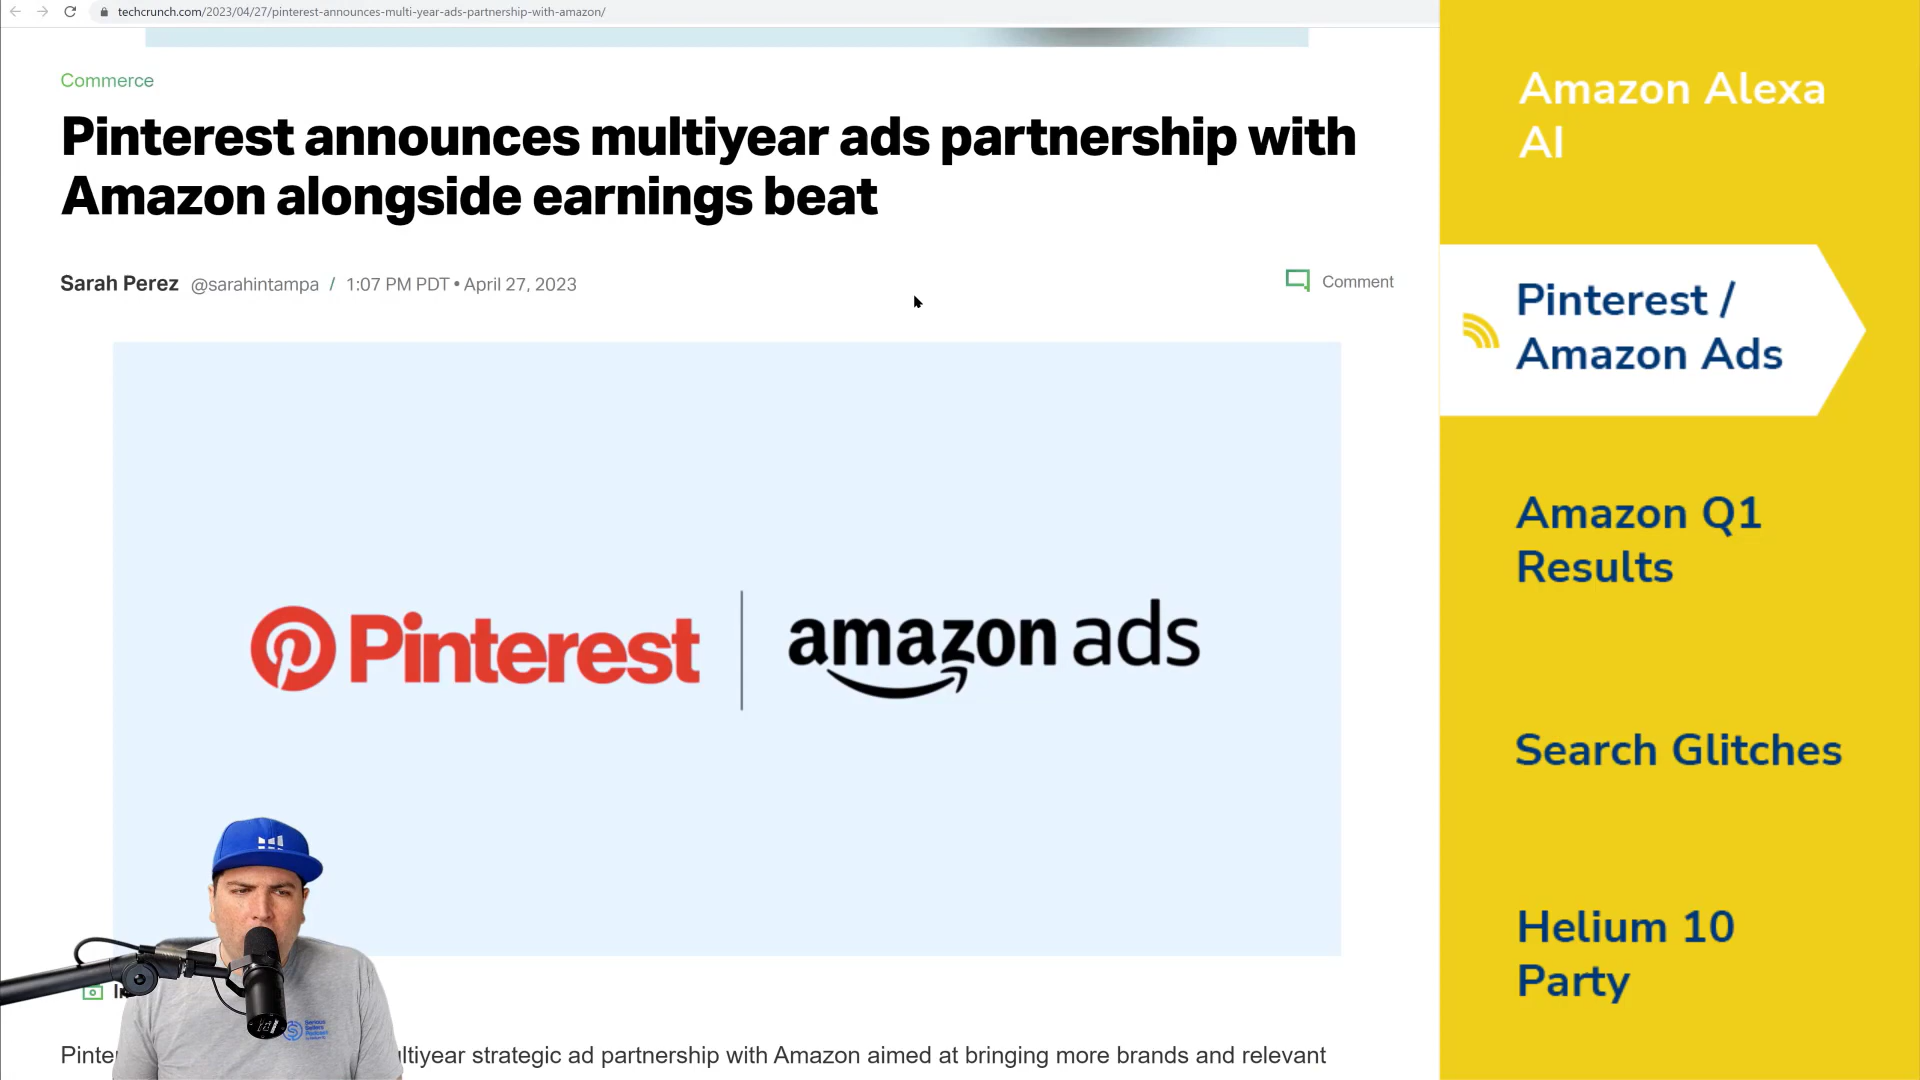 techcrunch.com/2023/04/27/pinterest-announces-multi-year-ads-partnership-with-amazon/
Commerce
Pinterest announces multiyear ads partnership with
Amazon alongside earnings beat
Sarah Perez @sarahintampa / 1:07 PM PDT • April 27, 2023
Comment
Pinterest
amazon ads
ltiyear strategic ad partnership with Amazon aimed at bringing more brands and relevant
Amazon Alexa
AI
Pinterest /
Amazon Ads
Amazon Q1
Results
Search Glitches
Helium 10
Party